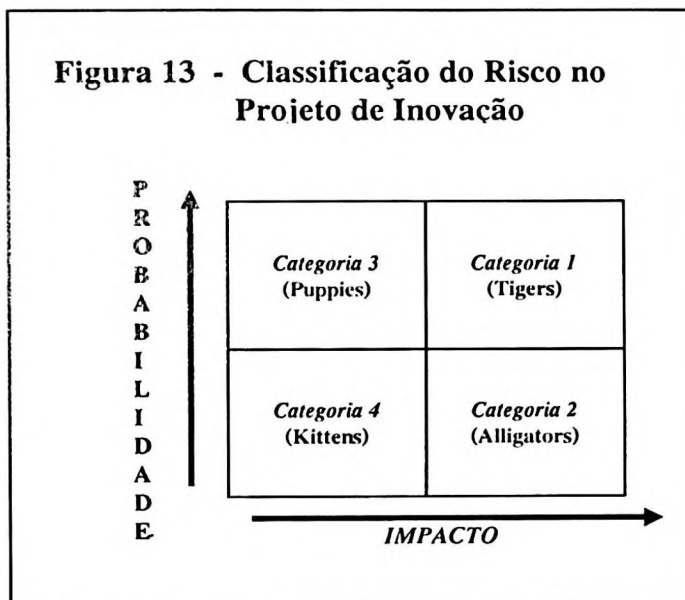 Figura 13 - Classificação do Risco no
Projeto de Inovação
PROBABILIDADE
Categoria 3
(Puppies)
Categoria 1
(Tigers)
Categoria 4
(Kittens)
Categoria 2
(Alligators)
IMPACTO